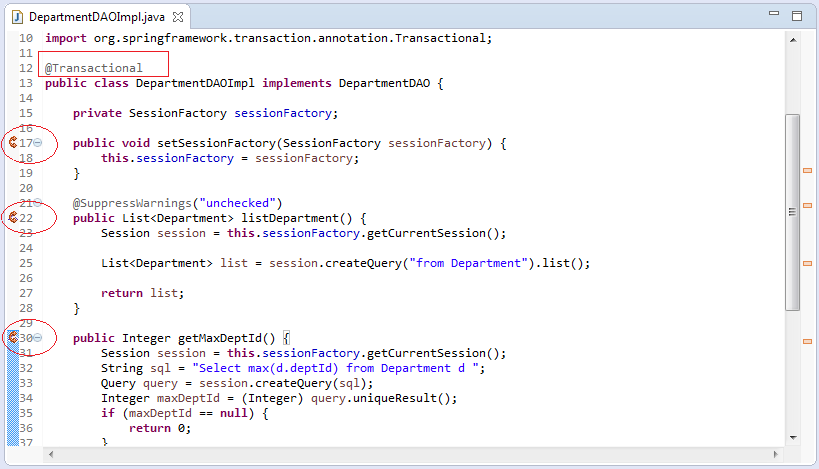 DepartmentDAOImpl.java
10 import org.springframework.transaction.annotation.Transactional;
11
12 @Transactional
13 public class DepartmentDAOImpl implements DepartmentDAO {
14
15     private SessionFactory sessionFactory;
16
17     public void setSessionFactory(SessionFactory sessionFactory) {
18         this.sessionFactory = sessionFactory;
19     }
20
21     @SuppressWarnings("unchecked")
22     public List<Department> listDepartment() {
23         Session session = this.sessionFactory.getCurrentSession();
24
25         List<Department> list = session.createQuery("from Department").list();
26
27         return list;
28     }
29
30     public Integer getMaxDeptId() {
31         Session session = this.sessionFactory.getCurrentSession();
32         String sql = "Select max(d.deptId) from Department d ";
33         Query query = session.createQuery(sql);
34         Integer maxDeptId = (Integer) query.uniqueResult();
35         if (maxDeptId == null) {
36             return 0;
37         }